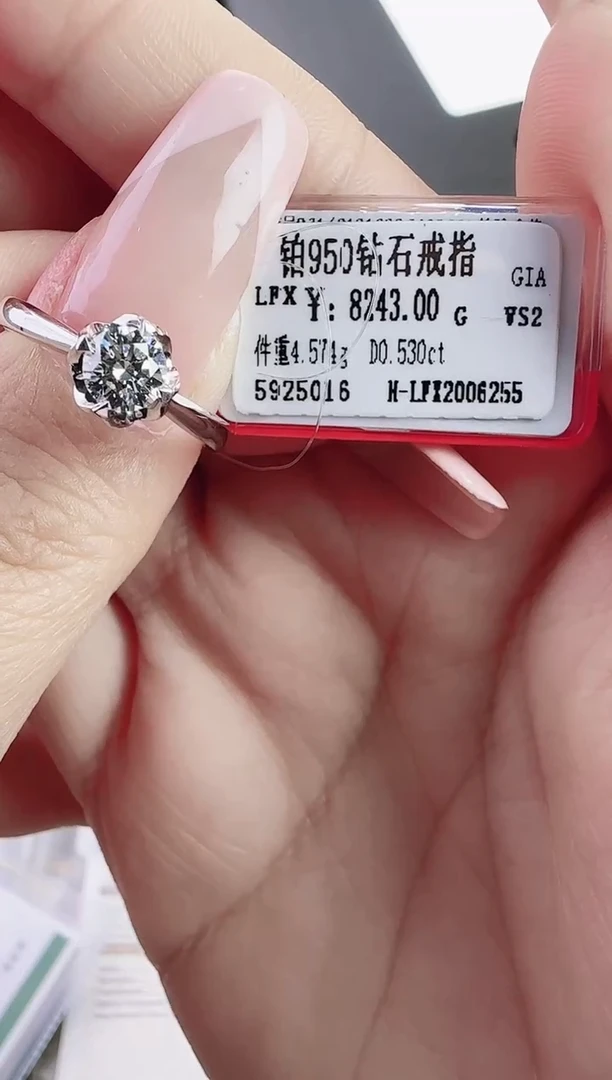 铂950钻石戒指
GIA
LFX ¥: 8243.00 G VS2
件重4.574g D0.530ct
5925016 H-LFX2006255